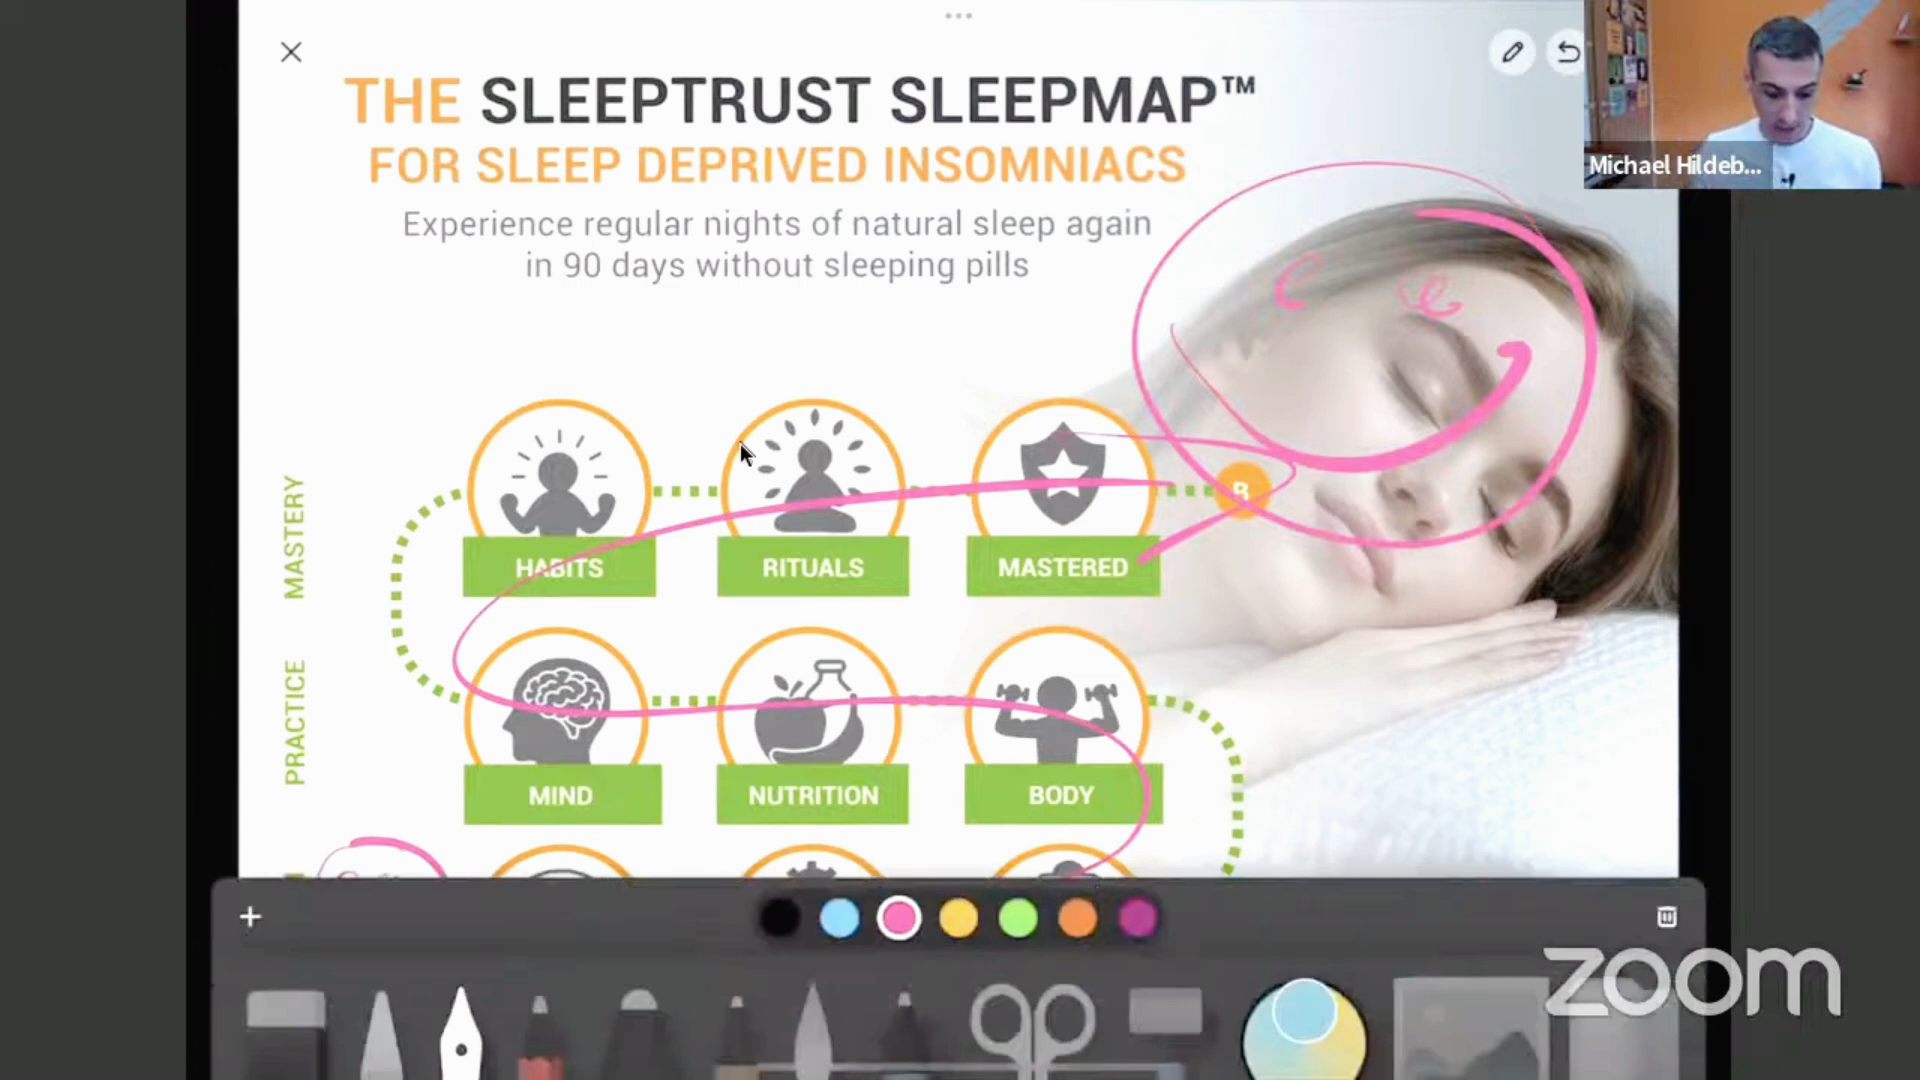 THE SLEEPTRUST SLEEPMAP™
FOR SLEEP DEPRIVED INSOMNIACS
Experience regular nights of natural sleep again
in 90 days without sleeping pills
Michael Hildeb...
MASTERY
B
HABITS
RITUALS
MASTERED
PRACTICE
MIND
NUTRITION
BODY
zoom